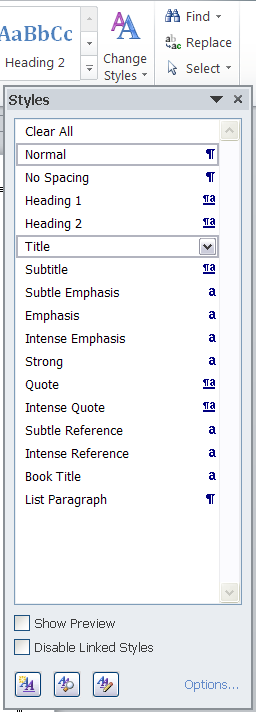 AaBbCc
Heading 2
Change
Styles
Find
Replace
Select
Styles
Clear All
Normal ¶
No Spacing ¶
Heading 1 ¶a
Heading 2 ¶a
Title
Subtitle ¶a
Subtle Emphasis a
Emphasis a
Intense Emphasis a
Strong a
Quote ¶a
Intense Quote ¶a
Subtle Reference a
Intense Reference a
Book Title a
List Paragraph ¶
Show Preview
Disable Linked Styles
Options...